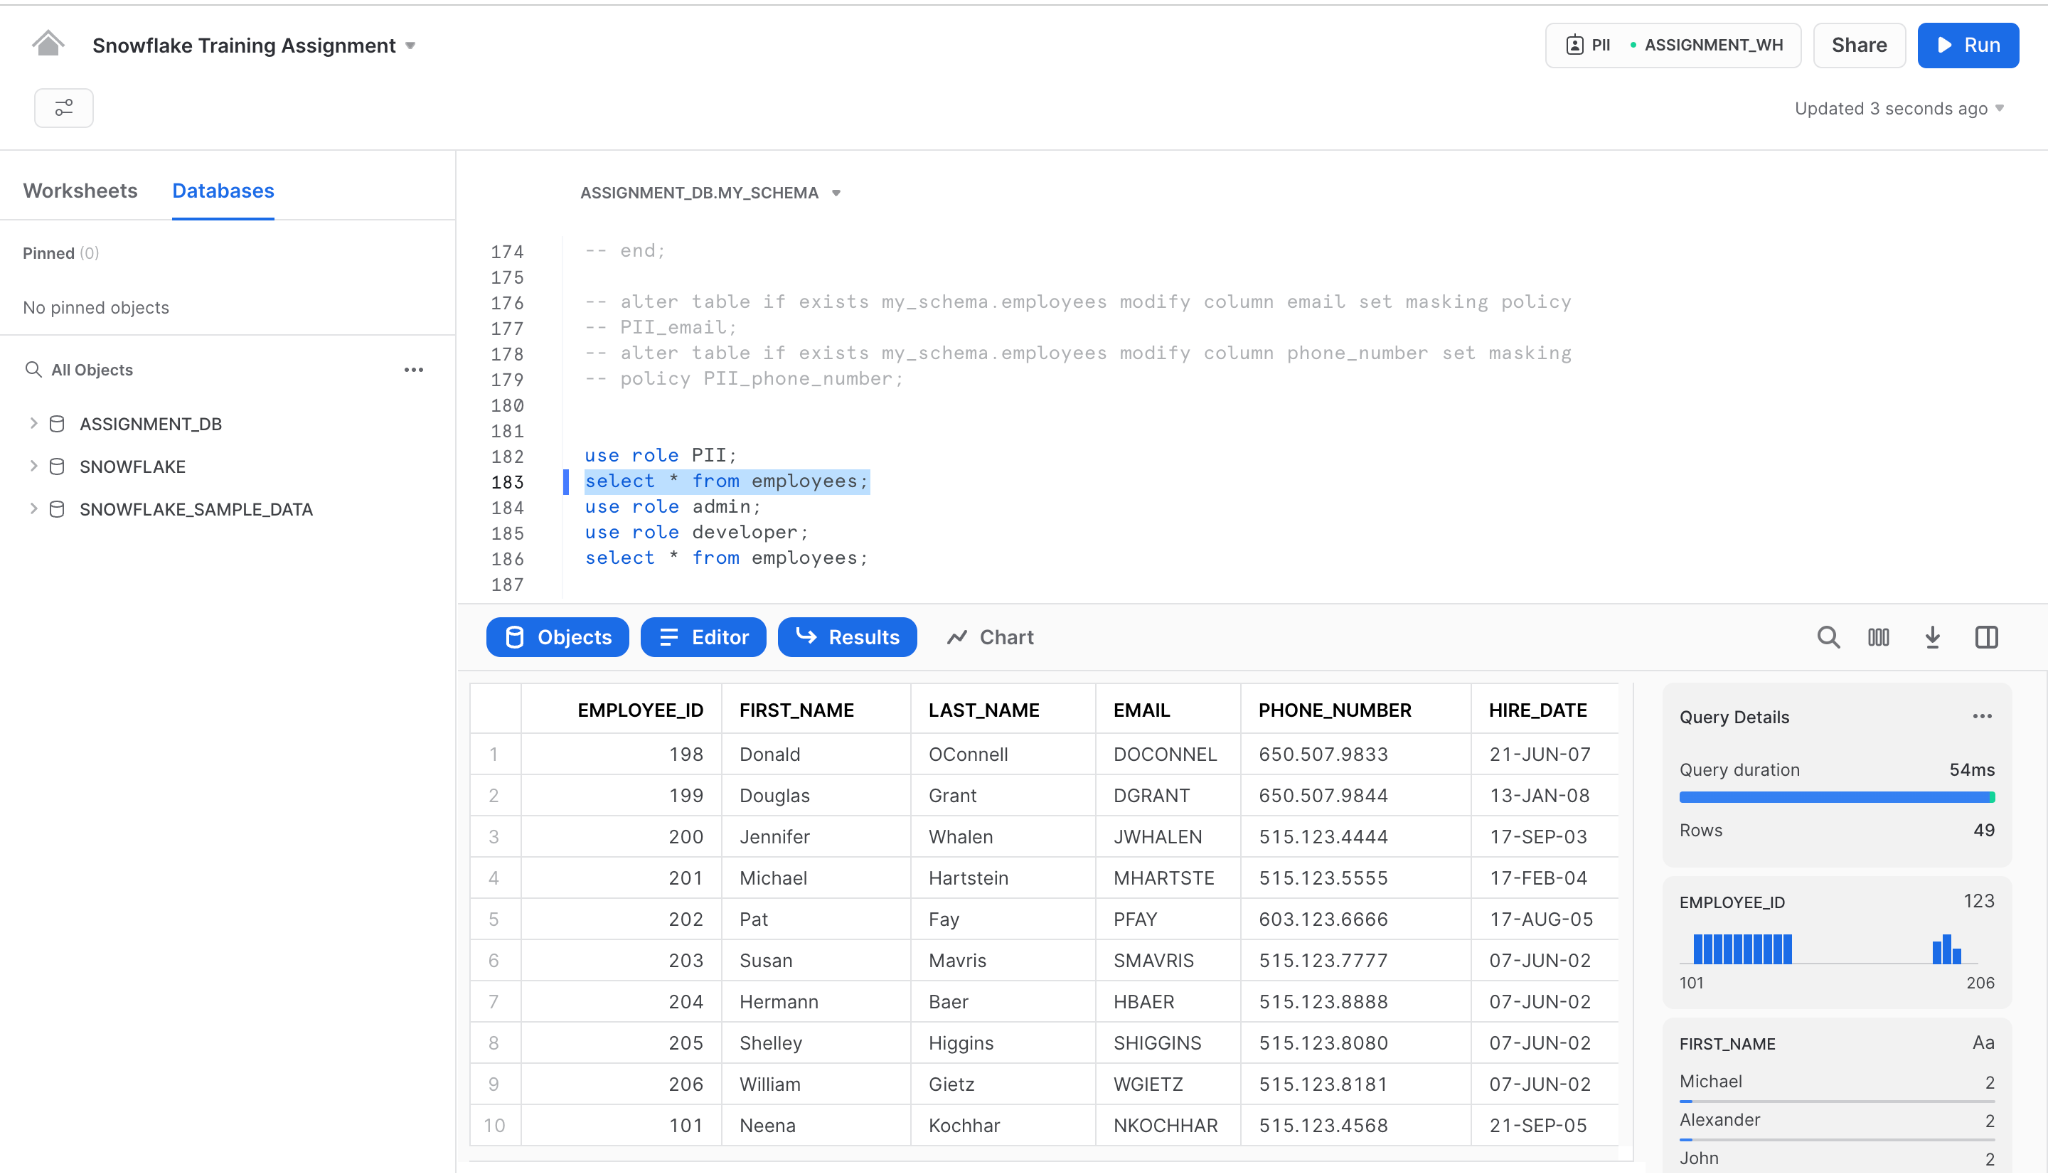 Snowflake Training Assignment
PII ASSIGNMENT_WH
Share
Run
Updated 3 seconds ago
Worksheets Databases
Pinned (0)
No pinned objects
All Objects
ASSIGNMENT_DB
SNOWFLAKE
SNOWFLAKE_SAMPLE_DATA
ASSIGNMENT_DB.MY_SCHEMA
174 -- end;
175
176 -- alter table if exists my_schema.employees modify column email set masking policy
177 -- PII_email;
178 -- alter table if exists my_schema.employees modify column phone_number set masking
179 -- policy PII_phone_number;
180
181
182 use role PII;
183 select * from employees;
184 use role admin;
185 use role developer;
186 select * from employees;
187
Objects Editor Results Chart
EMPLOYEE_ID FIRST_NAME LAST_NAME EMAIL PHONE_NUMBER HIRE_DATE
1 198 Donald OConnell DOCONNEL 650.507.9833 21-JUN-07
2 199 Douglas Grant DGRANT 650.507.9844 13-JAN-08
3 200 Jennifer Whalen JWHALEN 515.123.4444 17-SEP-03
4 201 Michael Hartstein MHARTSTE 515.123.5555 17-FEB-04
5 202 Pat Fay PFAY 603.123.6666 17-AUG-05
6 203 Susan Mavris SMAVRIS 515.123.7777 07-JUN-02
7 204 Hermann Baer HBAER 515.123.8888 07-JUN-02
8 205 Shelley Higgins SHIGGINS 515.123.8080 07-JUN-02
9 206 William Gietz WGIETZ 515.123.8181 07-JUN-02
10 101 Neena Kochhar NKOCHHAR 515.123.4568 21-SEP-05
Query Details
Query duration 54ms
Rows 49
EMPLOYEE_ID 123
101 206
FIRST_NAME Aa
Michael 2
Alexander 2
John 2